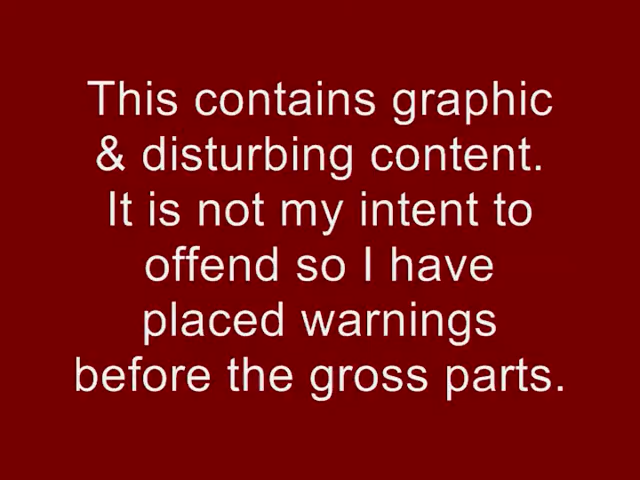 This contains graphic
& disturbing content.
It is not my intent to
offend so I have
placed warnings
before the gross parts.